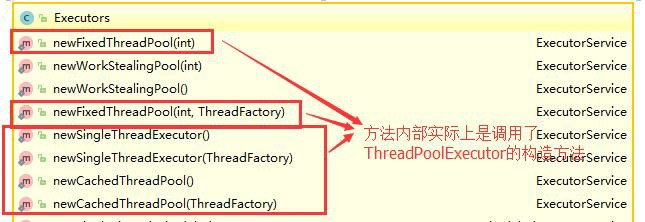 Executors
newFixedThreadPool(int) ExecutorService
newWorkStealingPool(int) ExecutorService
newWorkStealingPool() ExecutorService
newFixedThreadPool(int, ThreadFactory) ExecutorService
newSingleThreadExecutor() ExecutorService
newSingleThreadExecutor(ThreadFactory) ExecutorService
newCachedThreadPool() ExecutorService
newCachedThreadPool(ThreadFactory) ExecutorService
方法内部实际上是调用了
ThreadPoolExecutor的构造方法